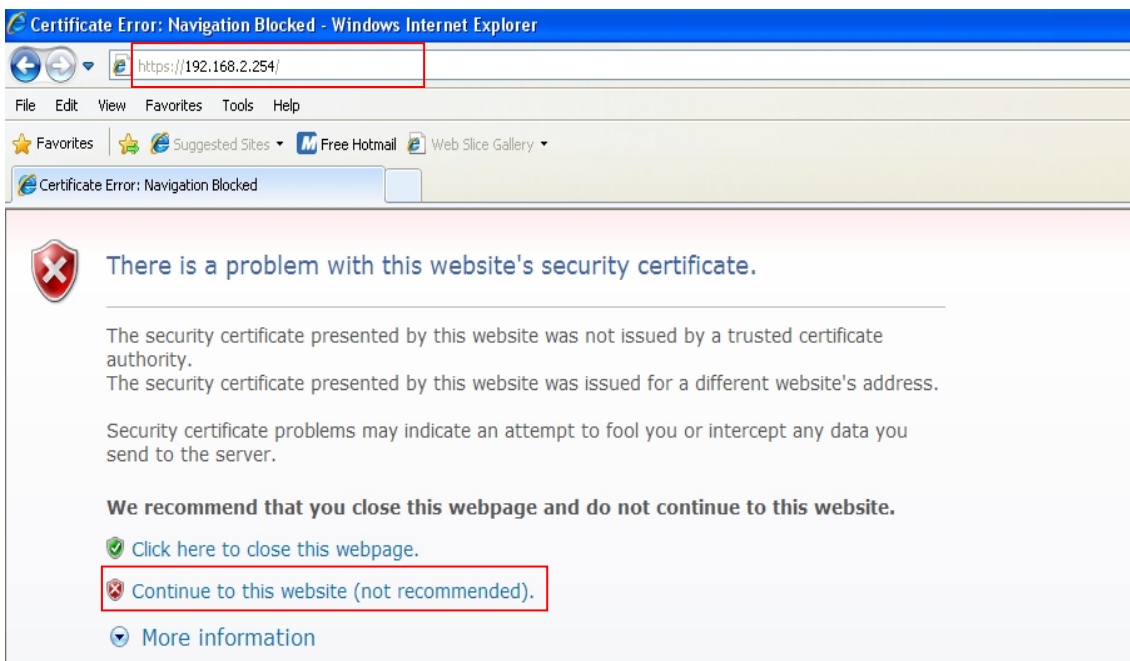 Certificate Error: Navigation Blocked - Windows Internet Explorer
https://192.168.2.254/
File Edit View Favorites Tools Help
Favorites Suggested Sites Free Hotmail Web Slice Gallery
Certificate Error: Navigation Blocked
There is a problem with this website's security certificate.
The security certificate presented by this website was not issued by a trusted certificate
authority.
The security certificate presented by this website was issued for a different website's address.
Security certificate problems may indicate an attempt to fool you or intercept any data you
send to the server.
We recommend that you close this webpage and do not continue to this website.
Click here to close this webpage.
Continue to this website (not recommended).
More information